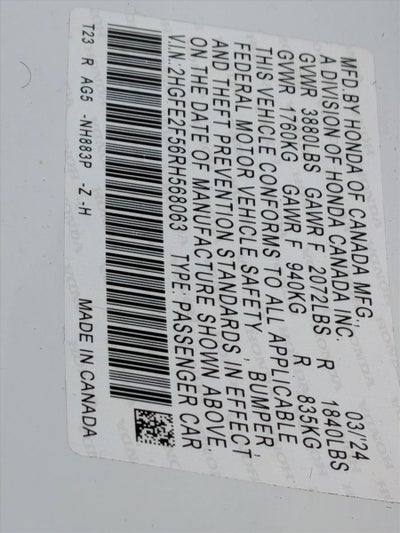 MFD.BY HONDA OF CANADA MFG., 03/'24
A DIVISION OF HONDA CANADA INC.
GVWR 3880LBS GAWR F 2072LBS R 1840LBS
GVWR 1760KG GAWR F 940KG R 835KG
THIS VEHICLE CONFORMS TO ALL APPLICABLE
FEDERAL MOTOR VEHICLE SAFETY , BUMPER,
AND THEFT PREVENTION STANDARDS IN EFFECT
ON THE DATE OF MANUFACTURE SHOWN ABOVE.
V.I.N.:2HGFE2F56RH568063 TYPE:PASSENGER CAR
T23 R AG5 -NH883P -Z-H MADE IN CANADA